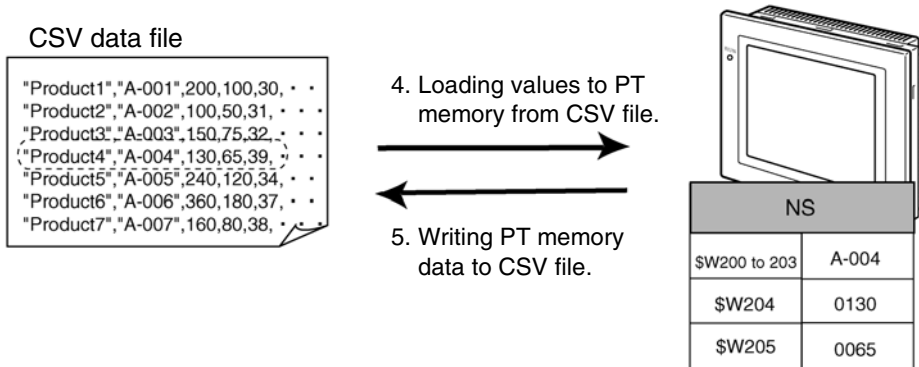 CSV data file
"Product1","A-001",200,100,30, · ·
"Product2","A-002",100,50,31, · · ·
"Product3","A-003",150,75,32, · · ·
"Product4","A-004",130,65,39, · · ·
"Product5","A-005",240,120,34, · ·
"Product6","A-006",360,180,37, · ·
"Product7","A-007",160,80,38, · · ·
4. Loading values to PT
memory from CSV file.
5. Writing PT memory
data to CSV file.
NS
$W200 to 203 A-004
$W204 0130
$W205 0065